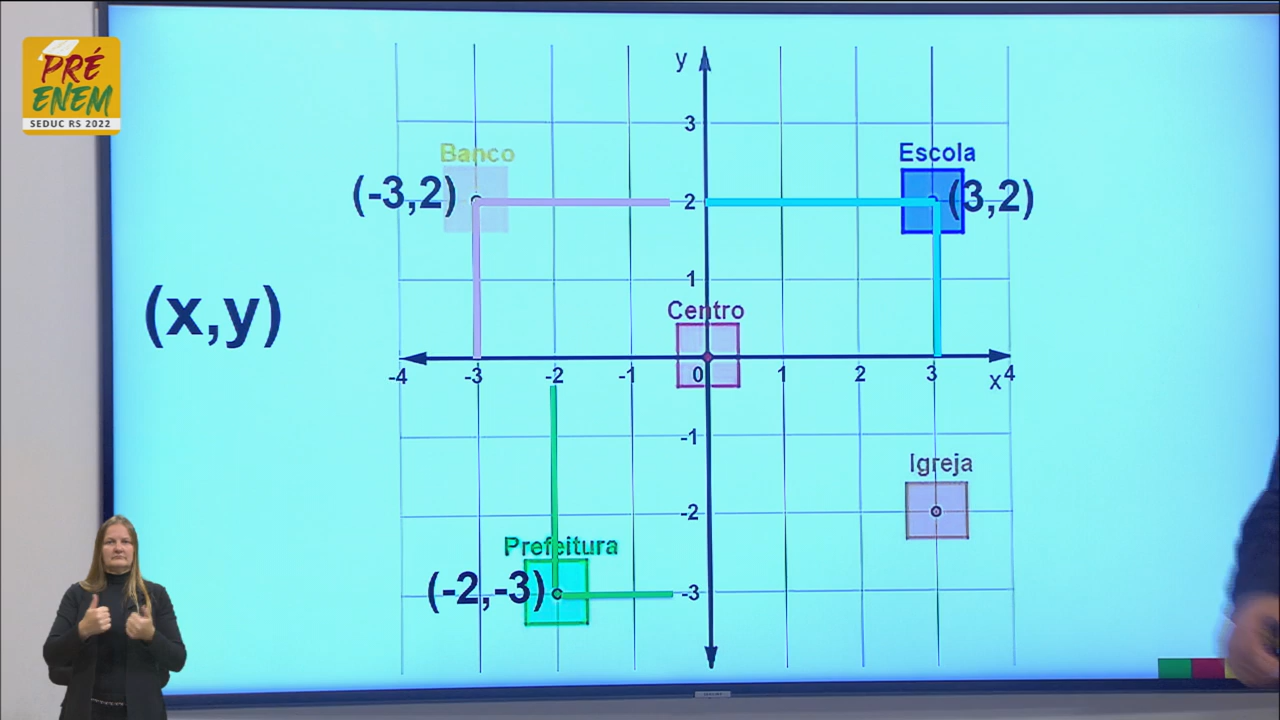 PRÉ
ENEM
SEDUC RS 2022
y
3
Banco
Escola
(-3,2)
2
(3,2)
1
Centro
(x,y)
-4
-3
-2
-1
0
1
2
3
x
4
-1
Igreja
-2
Prefeitura
(-2,-3)
-3